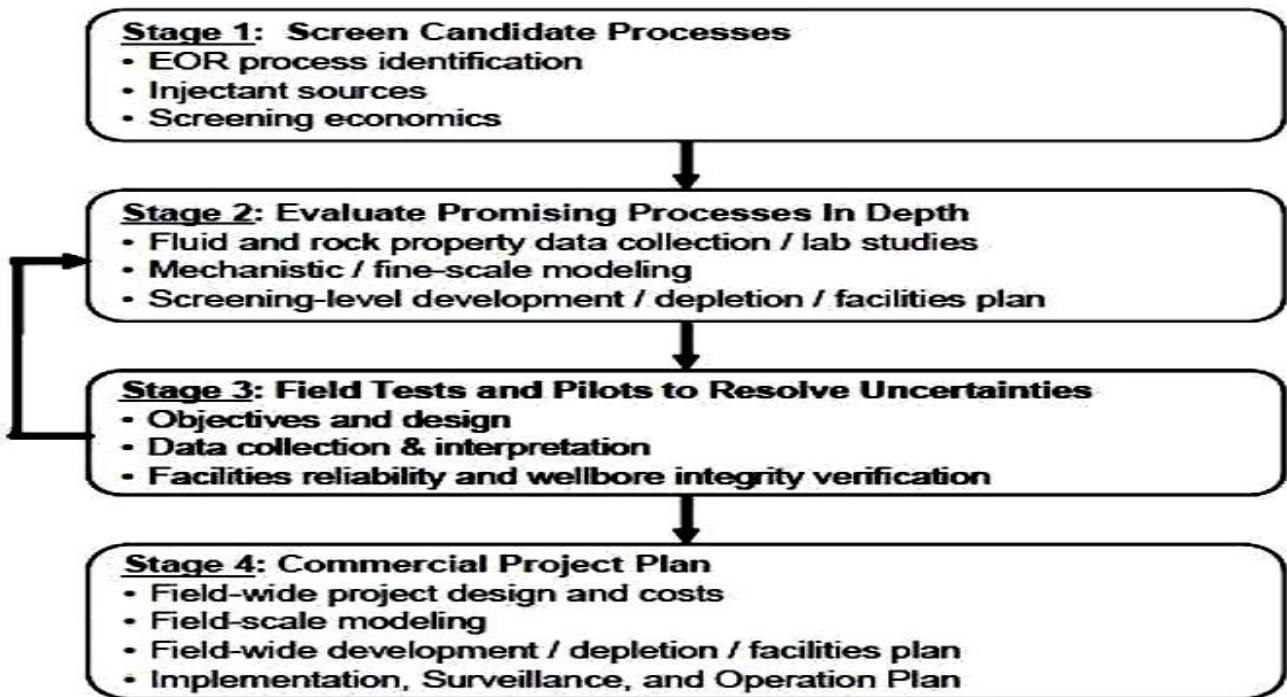 Stage 1: Screen Candidate Processes
• EOR process identification
• Injectant sources
• Screening economics
Stage 2: Evaluate Promising Processes In Depth
• Fluid and rock property data collection / lab studies
• Mechanistic / fine-scale modeling
• Screening-level development / depletion / facilities plan
Stage 3: Field Tests and Pilots to Resolve Uncertainties
• Objectives and design
• Data collection & interpretation
• Facilities reliability and wellbore integrity verification
Stage 4: Commercial Project Plan
• Field-wide project design and costs
• Field-scale modeling
• Field-wide development / depletion / facilities plan
• Implementation, Surveillance, and Operation Plan